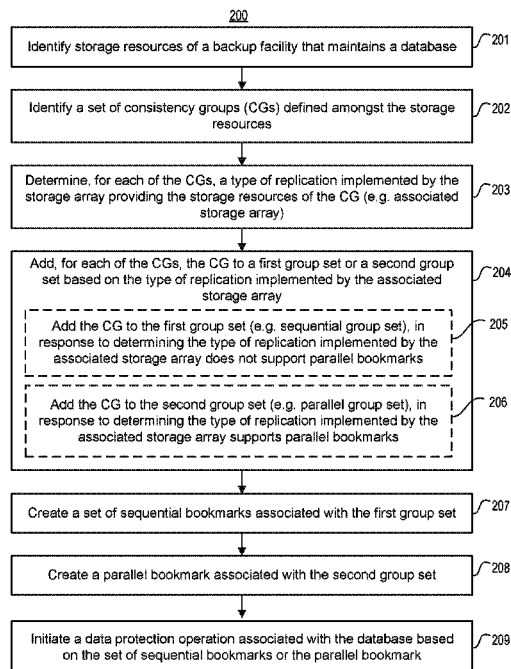 200
Identify storage resources of a backup facility that maintains a database
201
Identify a set of consistency groups (CGs) defined amongst the storage
resources
202
Determine, for each of the CGs, a type of replication implemented by the
storage array providing the storage resources of the CG (e.g. associated
storage array)
203
Add, for each of the CGs, the CG to a first group set or a second group
set based on the type of replication implemented by the associated
storage array
204
Add the CG to the first group set (e.g. sequential group set), in
response to determining the type of replication implemented by the
associated storage array does not support parallel bookmarks
205
Add the CG to the second group set (e.g. parallel group set), in
response to determining the type of replication implemented by the
associated storage array supports parallel bookmarks
206
Create a set of sequential bookmarks associated with the first group set
207
Create a parallel bookmark associated with the second group set
208
Initiate a data protection operation associated with the database based
on the set of sequential bookmarks or the parallel bookmark
209